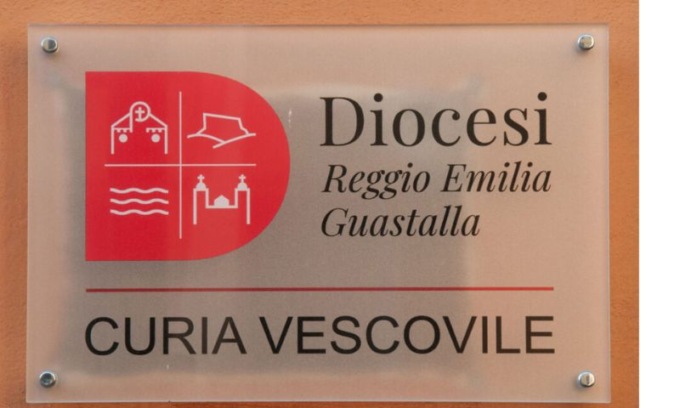 Diocesi
Reggio Emilia
Guastalla
CURIA VESCOVILE